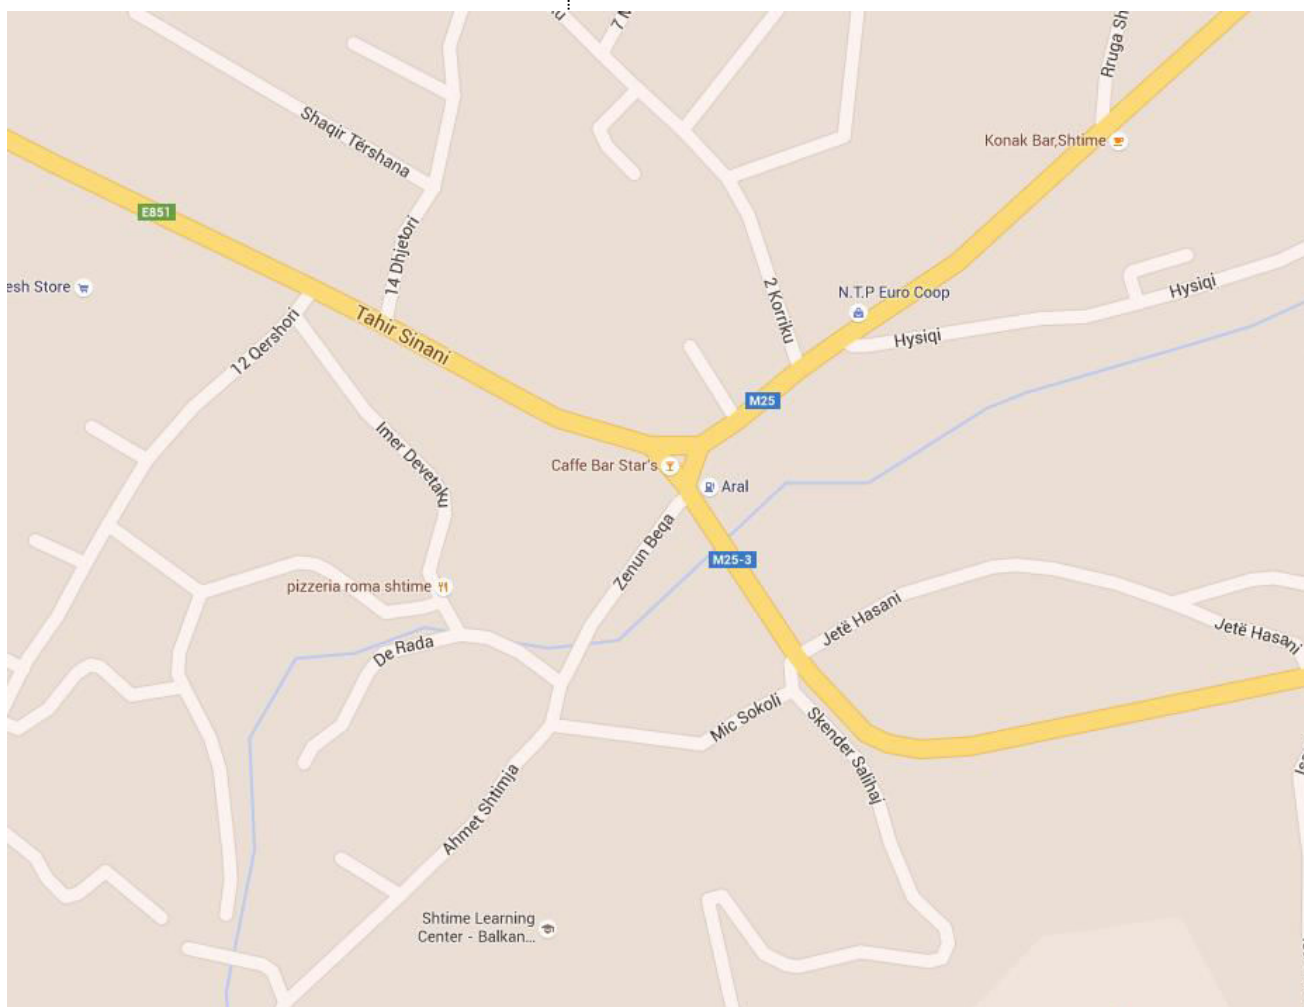 7 M
Rruga Sh
Shaqir Tërshana
Konak Bar,Shtime
E851
14 Dhjetori
esh Store
2 Korriku
N.T.P Euro Coop
Hysiqi
Hysiqi
12 Qershori
Tahir Sinani
M25
Imer Devetaku
Caffe Bar Star's
Aral
Zenun Beqa
M25-3
pizzeria roma shtime
Jetë Hasani
Jetë Hasani
De Rada
Mic Sokoli
Skender Salihaj
Ahmet Shtimja
Shtime Learning
Center - Balkan...